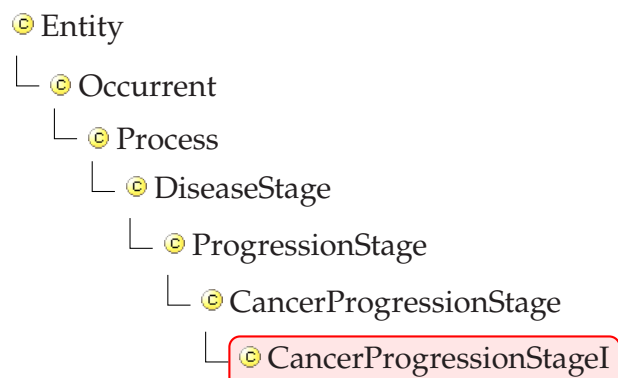 © Entity
© Occurrent
© Process
© DiseaseStage
© ProgressionStage
© CancerProgressionStage
© CancerProgressionStageI